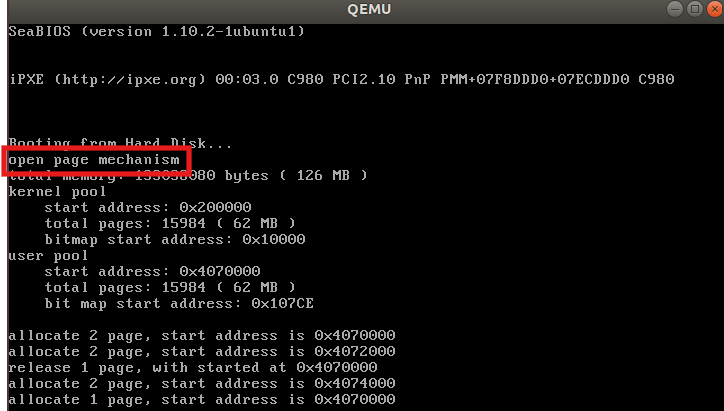 QEMU
SeaBIOS (version 1.10.2-1ubuntu1)
iPXE (http://ipxe.org) 00:03.0 C980 PCI2.10 PnP PMM+07F8DDD0+07ECDDD0 C980
Booting from Hard Disk...
open page mechanism
total memory: 133038080 bytes ( 126 MB )
kernel pool
start address: 0x200000
total pages: 15984 ( 62 MB )
bitmap start address: 0x10000
user pool
start address: 0x4070000
total pages: 15984 ( 62 MB )
bit map start address: 0x107CE
allocate 2 page, start address is 0x4070000
allocate 2 page, start address is 0x4072000
release 1 page, with started at 0x4070000
allocate 2 page, start address is 0x4074000
allocate 1 page, start address is 0x4070000